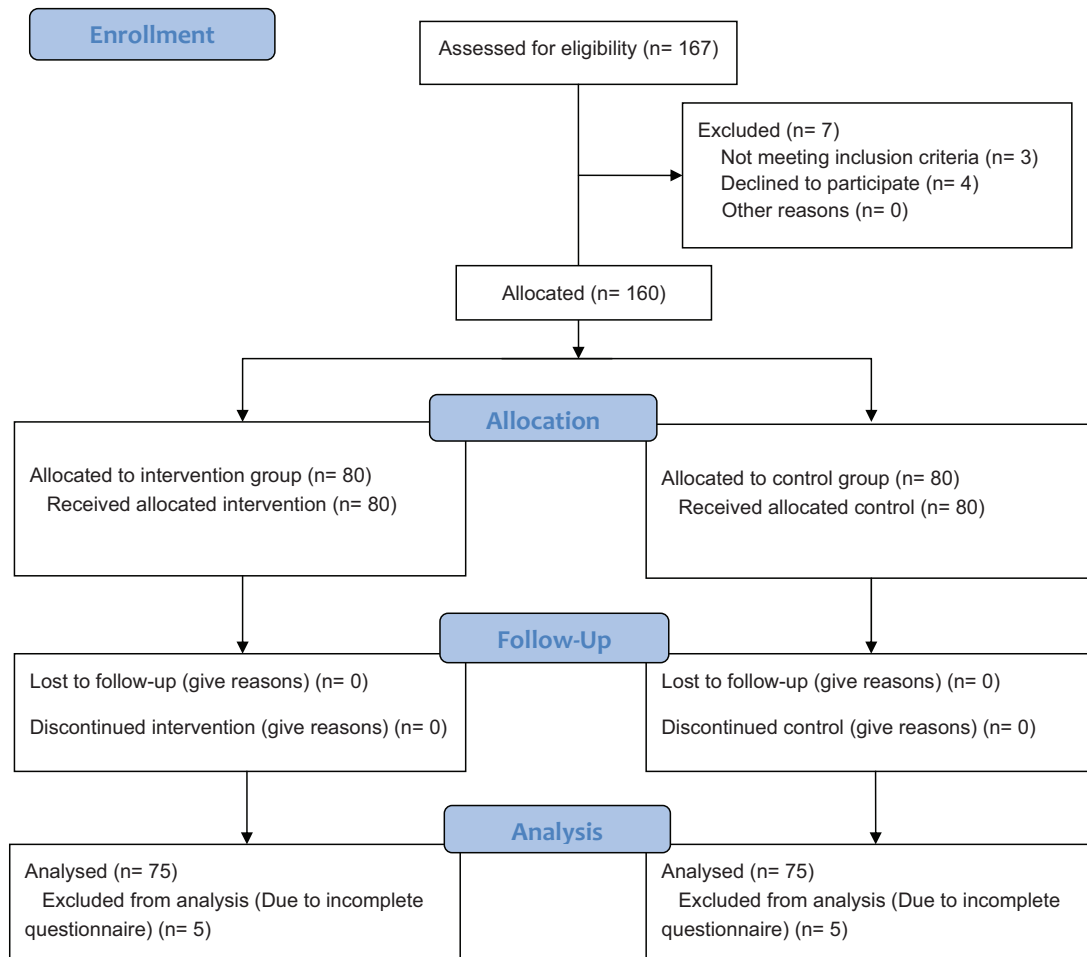 Enrollment
Assessed for eligibility (n= 167)
Excluded (n= 7)
Not meeting inclusion criteria (n= 3)
Declined to participate (n= 4)
Other reasons (n= 0)
Allocated (n= 160)
Allocation
Allocated to intervention group (n= 80)
Received allocated intervention (n= 80)
Allocated to control group (n= 80)
Received allocated control (n= 80)
Follow-Up
Lost to follow-up (give reasons) (n= 0)
Discontinued intervention (give reasons) (n= 0)
Lost to follow-up (give reasons) (n= 0)
Discontinued control (give reasons) (n= 0)
Analysis
Analysed (n= 75)
Excluded from analysis (Due to incomplete
questionnaire) (n= 5)
Analysed (n= 75)
Excluded from analysis (Due to incomplete
questionnaire) (n= 5)